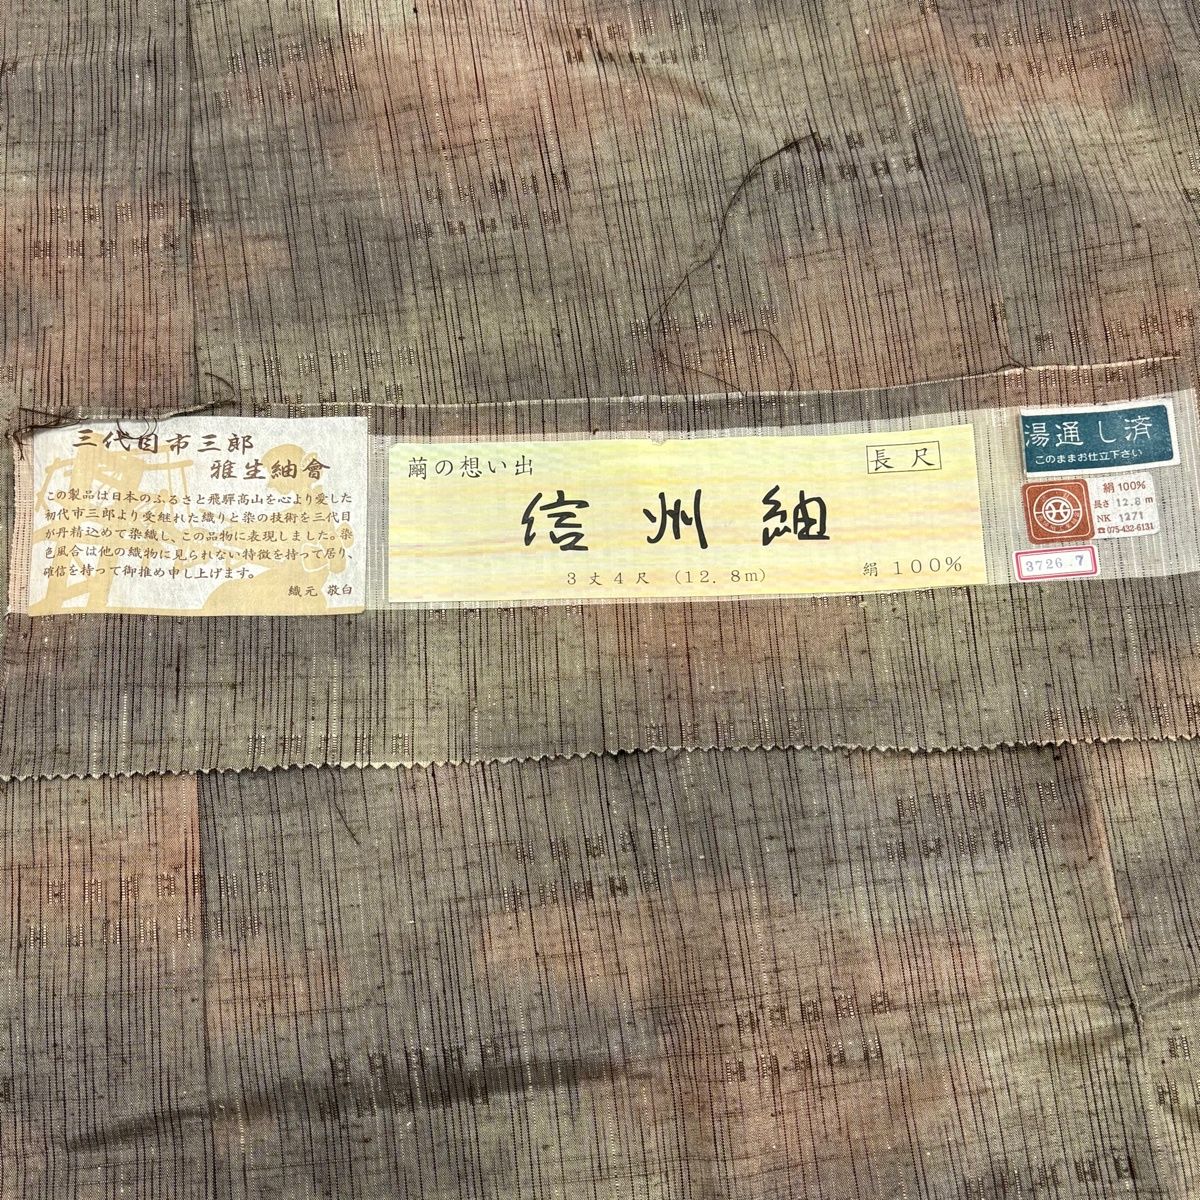 三代目市三郎
雅生紬會
この製品は日本のふるさと飛騨高山を心より愛した
初代市三郎より受継れた織りと染の技術を三代目
が丹精込めて染織し、この品物に表現しました。染
色風合は他の織物に見られない特徴を持って居り、
確信を持って御推め申し上げます。
織元 敬白
繭の想い出
長尺
信州紬
3丈4尺 (12.8m)
絹 100%
湯通し済
このままお仕立下さい
絹 100%
長さ 12.8m
NK 1271
☎075-432-6131
3726.7